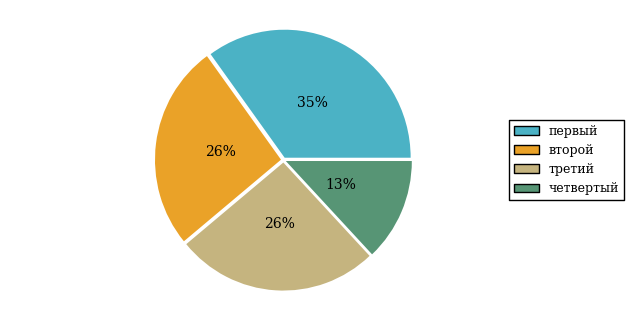 35%
26%
26%
13%
первый
второй
третий
четвертый